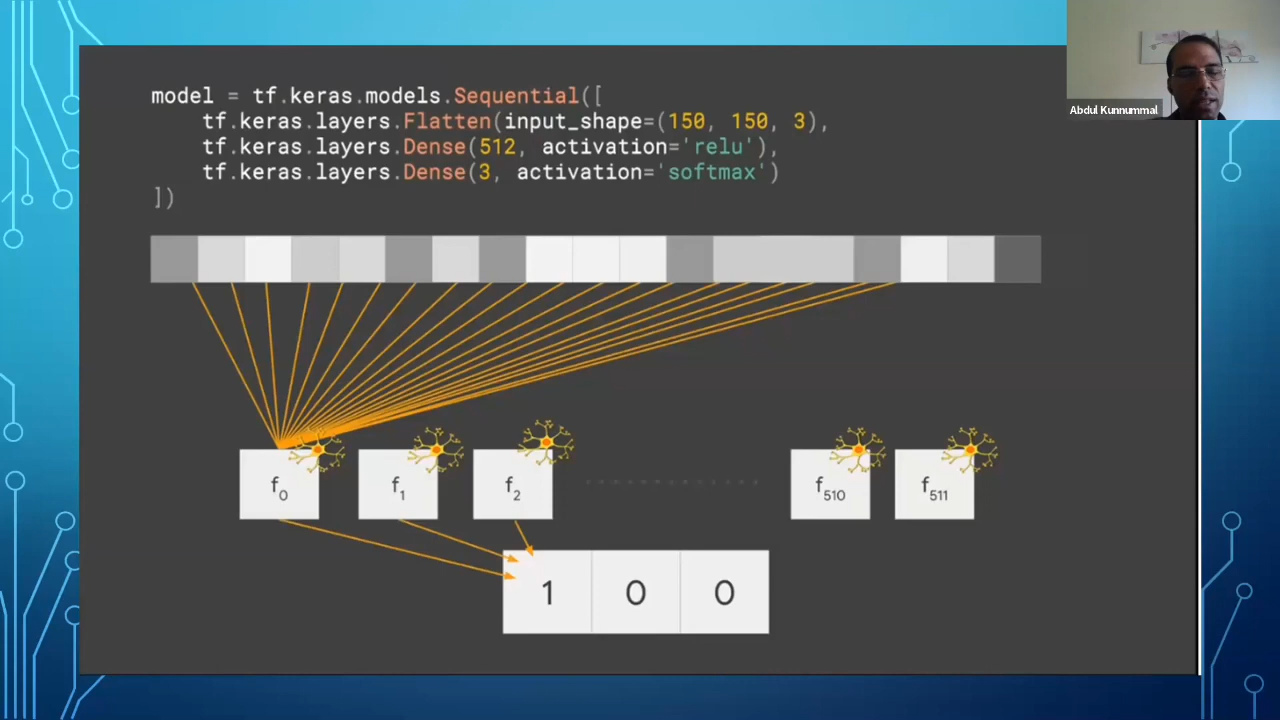 model = tf.keras.models.Sequential([
tf.keras.layers.Flatten(input_shape=(150, 150, 3),
tf.keras.layers.Dense(512, activation='relu'),
tf.keras.layers.Dense(3, activation='softmax')
])
Abdul Kunnummal
f0 f1 f2 f510 f511
1 0 0